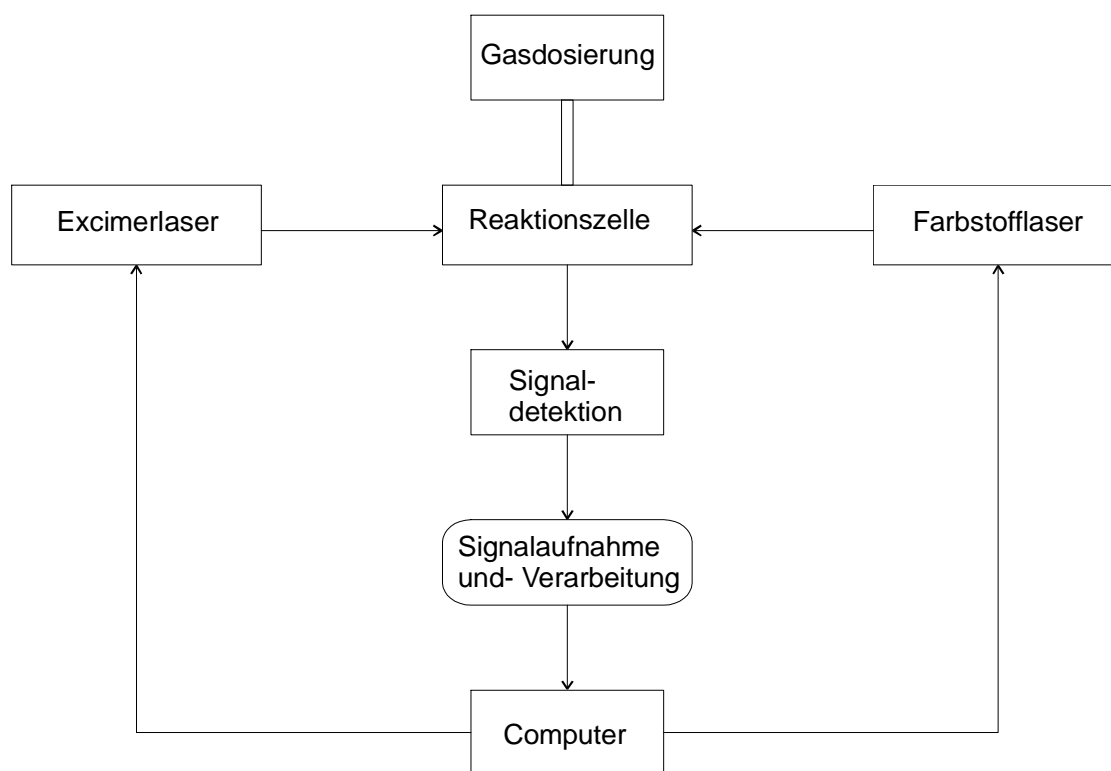 Gasdosierung
Excimerlaser
Reaktionszelle
Farbstofflaser
Signal-
detektion
Signalaufnahme
und- Verarbeitung
Computer